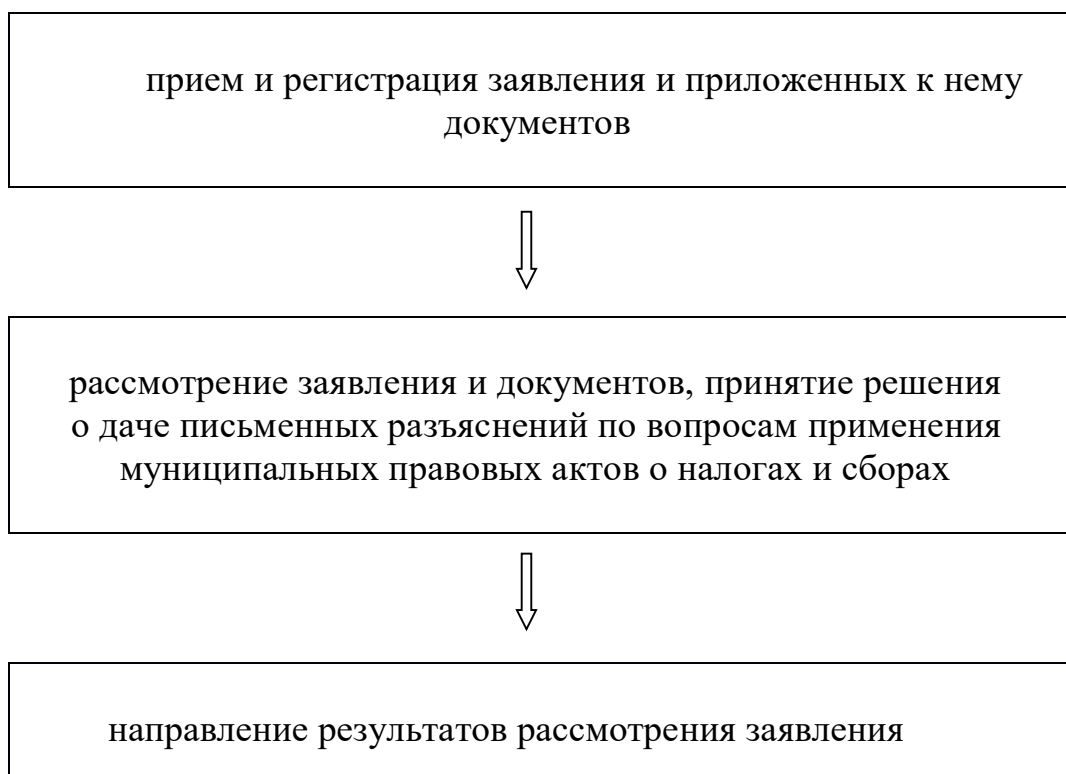 прием и регистрация заявления и приложенных к нему
документов
рассмотрение заявления и документов, принятие решения
о даче письменных разъяснений по вопросам применения
муниципальных правовых актов о налогах и сборах
направление результатов рассмотрения заявления